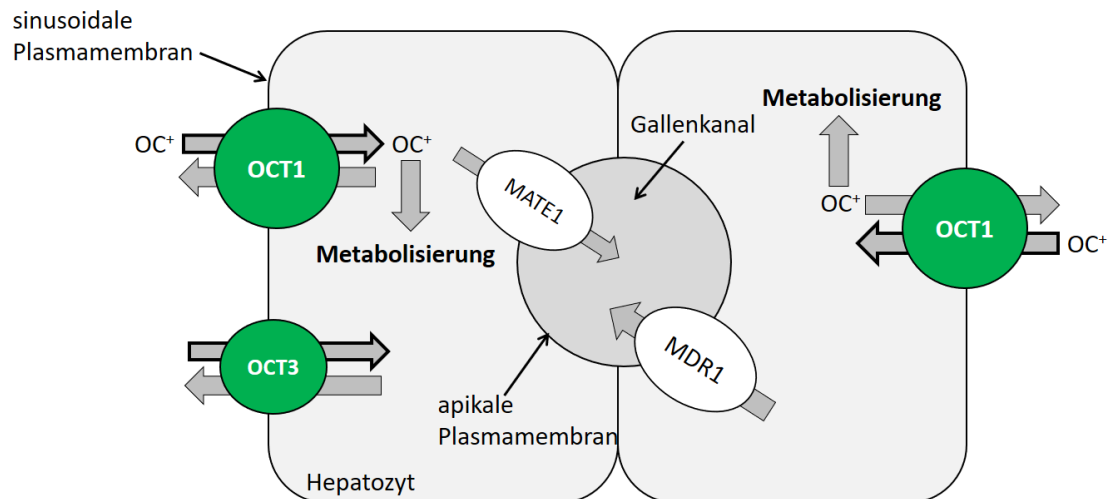 sinusoidale
Plasmamembran
OC⁺
OCT1
OC⁺
Metabolisierung
MATE1
Gallenkanal
Metabolisierung
OC⁺
OCT1
OC⁺
OCT3
MDR1
apikale
Plasmamembran
Hepatozyt